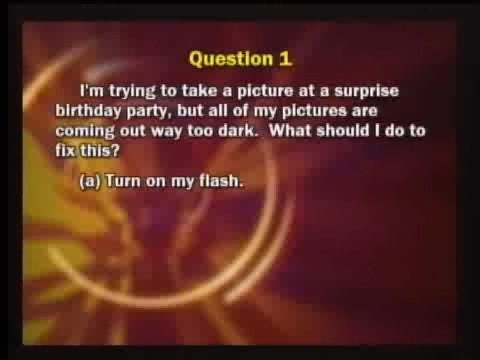 Question 1
I'm trying to take a picture at a surprise
birthday party, but all of my pictures are
coming out way too dark.  What should I do to
fix this?
(a) Turn on my flash.